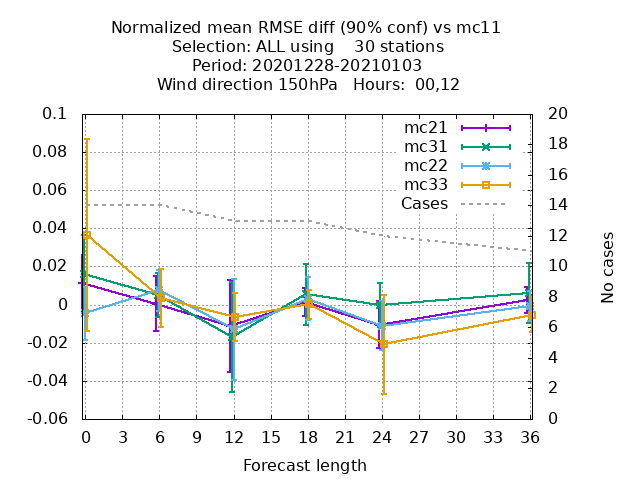 Normalized mean RMSE diff (90% conf) vs mc11
Selection: ALL using    30 stations
Period: 20201228-20210103
Wind direction 150hPa   Hours:  00,12
0.1
0.08
0.06
0.04
0.02
0
-0.02
-0.04
-0.06
20
18
16
14
12
10
8
6
4
2
0
No cases
mc21
mc31
mc22
mc33
Cases
0 3 6 9 12 15 18 21 24 27 30 33 36
Forecast length